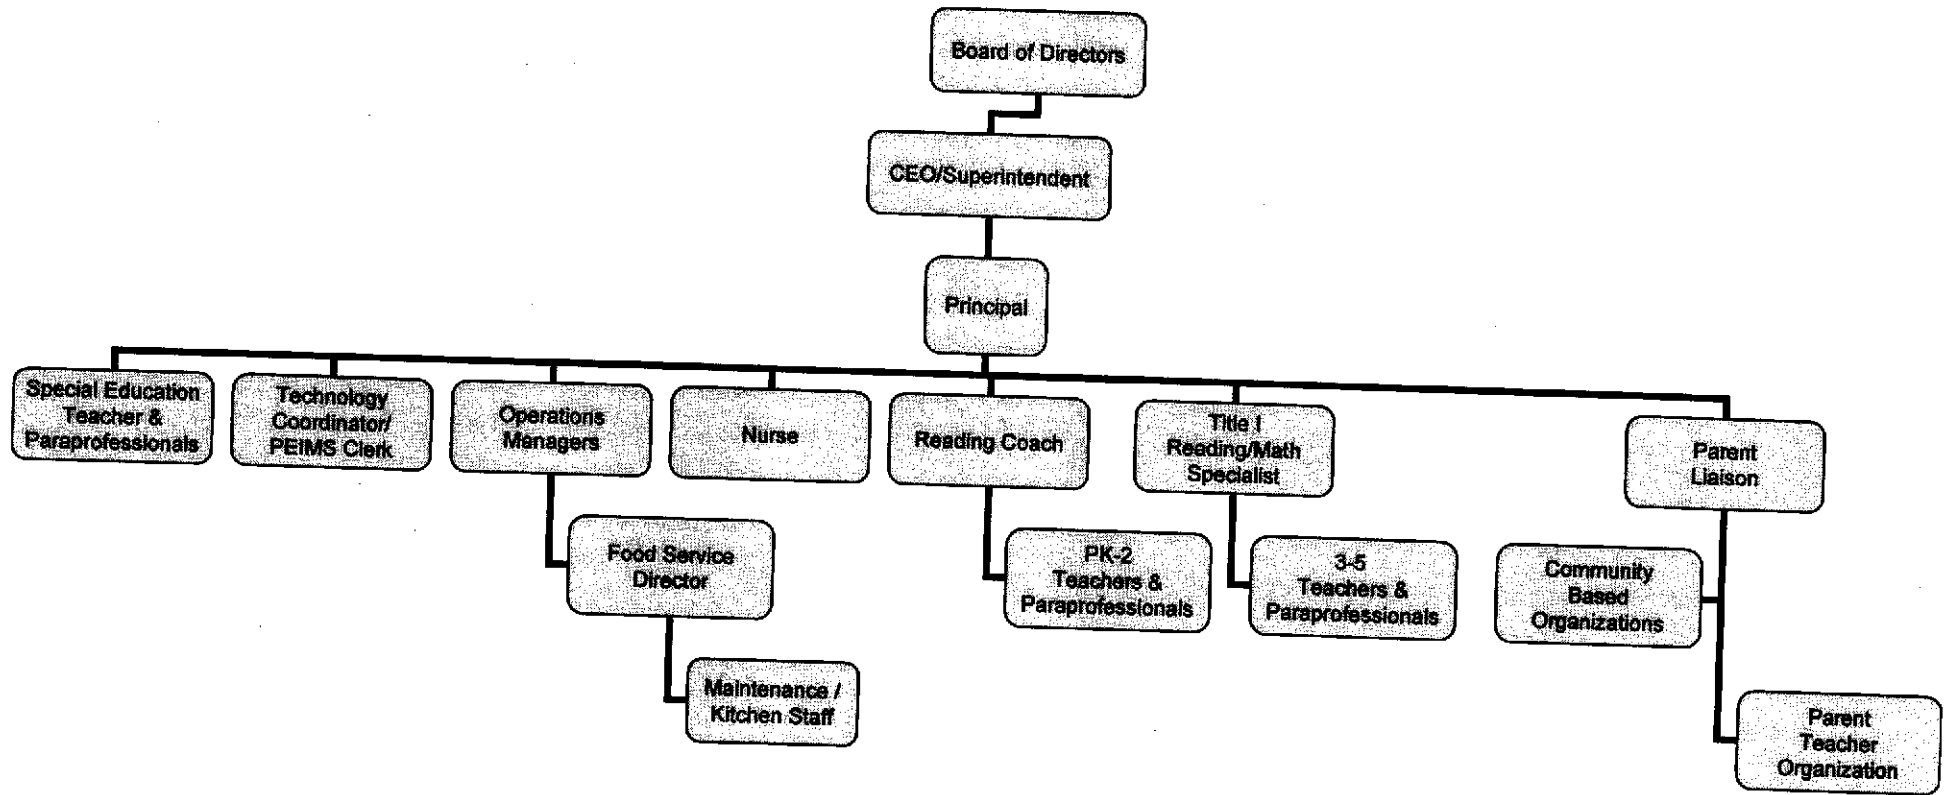 Board of Directors
CEO/Superintendent
Principal
Special Education
Teacher &
Paraprofessionals
Technology
Coordinator/
PEIMS Clerk
Operations
Managers
Nurse
Reading Coach
Title I
Reading/Math
Specialist
Parent
Liaison
Food Service
Director
PK-2
Teachers &
Paraprofessionals
3-5
Teachers &
Paraprofessionals
Community
Based
Organizations
Maintenance /
Kitchen Staff
Parent
Teacher
Organization